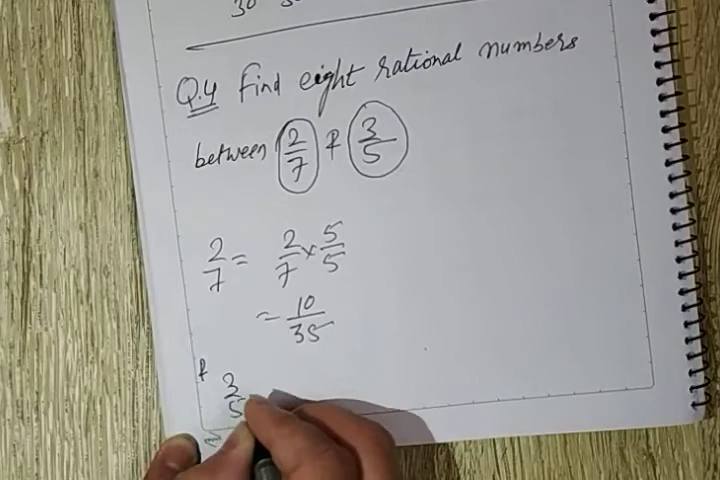 30
Q.4 Find eight rational numbers
between 2/7 & 3/5
2/7 = 2/7 × 5/5
= 10/35
& 3/5